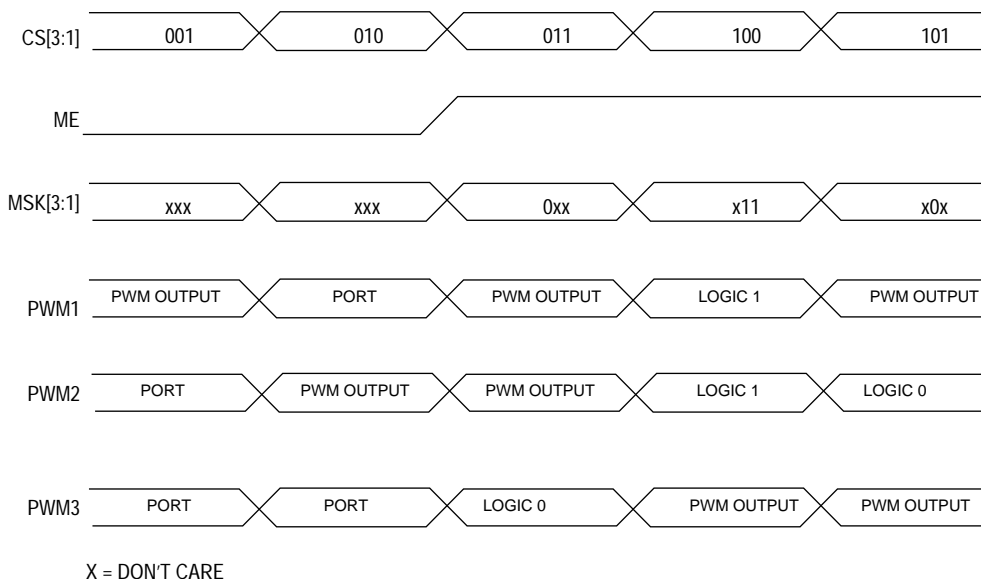 CS[3:1] 001 010 011 100 101
ME
MSK[3:1] xxx xxx 0xx x11 x0x
PWM1 PWM OUTPUT PORT PWM OUTPUT LOGIC 1 PWM OUTPUT
PWM2 PORT PWM OUTPUT PWM OUTPUT LOGIC 1 LOGIC 0
PWM3 PORT PORT LOGIC 0 PWM OUTPUT PWM OUTPUT
X = DON'T CARE